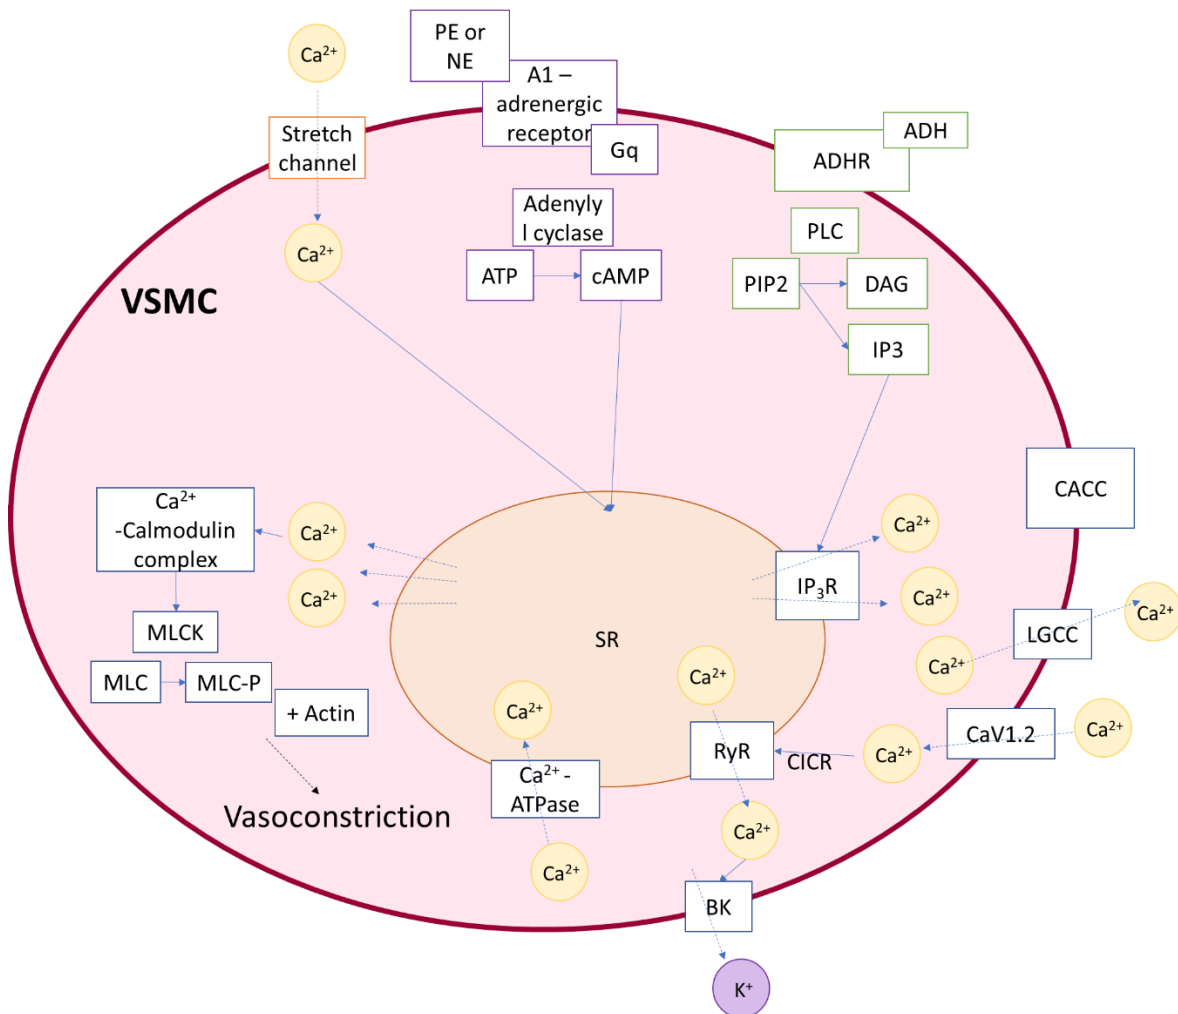 PE or
NE
Ca²⁺
A1 –
adrenergic
receptor
Gq
Stretch
channel
ADH
ADHR
Adenyly
l cyclase
PLC
Ca²⁺
ATP
cAMP
PIP2
DAG
VSMC
IP3
CACC
Ca²⁺
-Calmodulin
complex
Ca²⁺
Ca²⁺
Ca²⁺
IP₃R
Ca²⁺
Ca²⁺
MLCK
SR
LGCC
Ca²⁺
MLC
MLC-P
Ca²⁺
+ Actin
Ca²⁺
CaV1.2
Ca²⁺
RyR
CICR
Ca²⁺
Ca²⁺ -
ATPase
Vasoconstriction
Ca²⁺
Ca²⁺
BK
K⁺